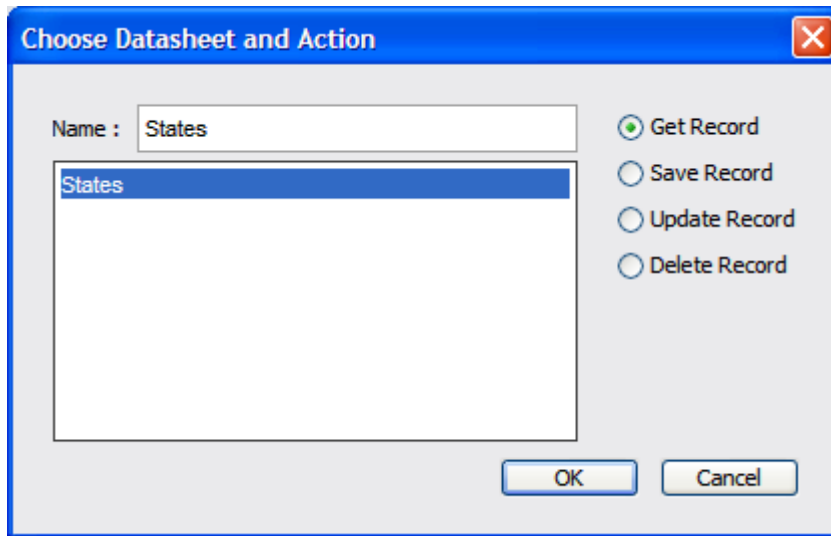 Choose Datasheet and Action
Name : States
States
Get Record
Save Record
Update Record
Delete Record
OK Cancel